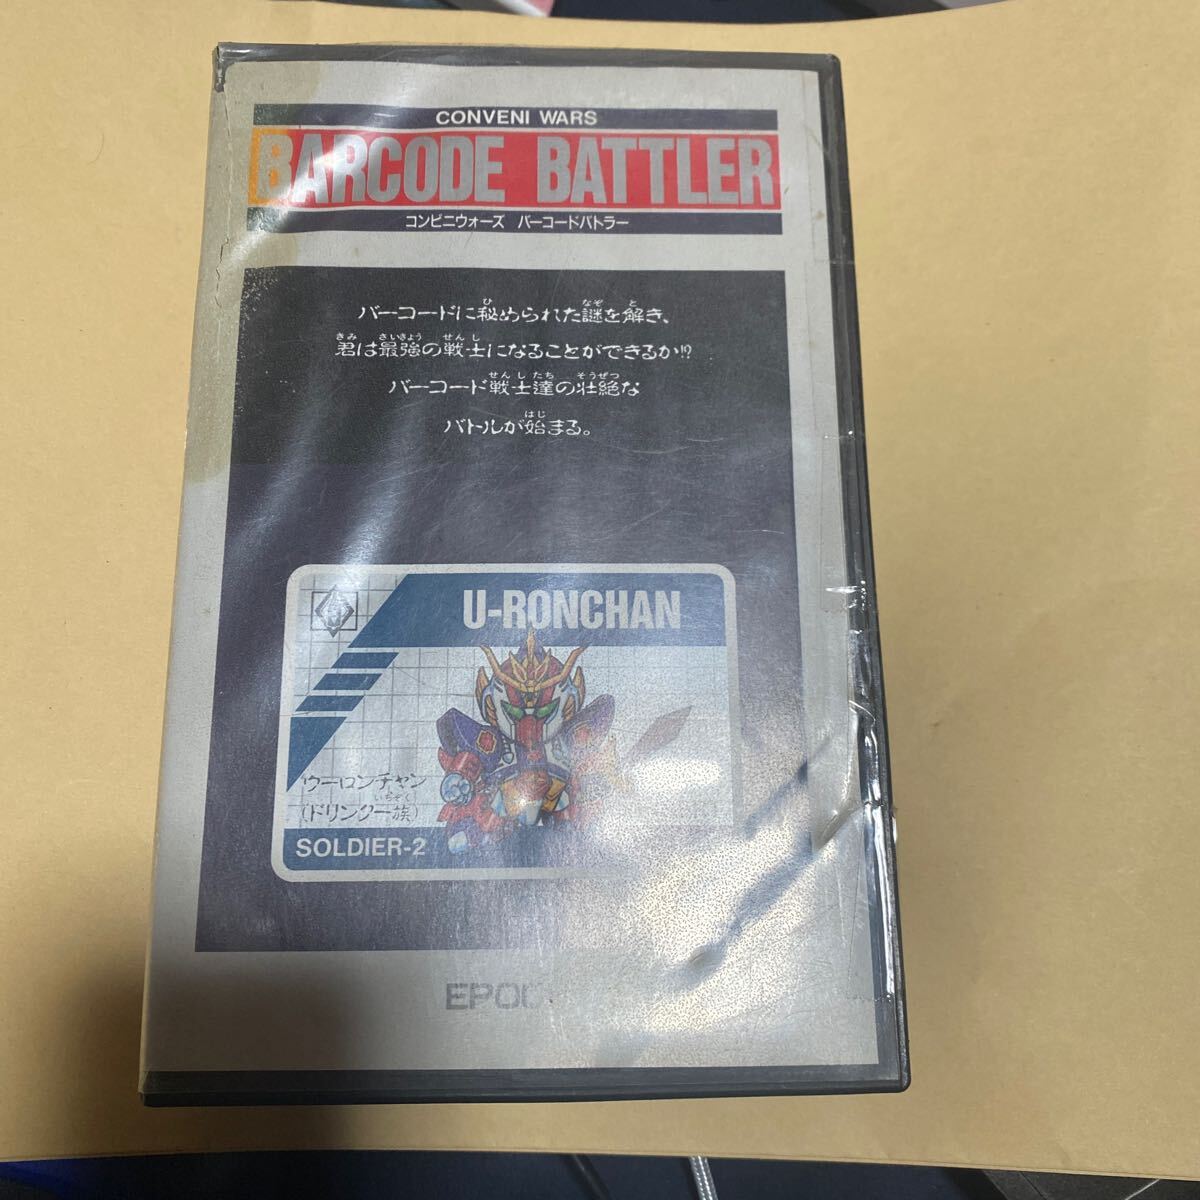 CONVENI WARS
BARCODE BATTLER
コンビニウォーズ バーコードバトラー
バーコードに秘められた謎を解き、
君は最強の戦士になることができるか!?
バーコード戦士達の壮絶な
バトルが始まる。
U-RONCHAN
ウーロンチャン
(ドリンク一族)
SOLDIER-2